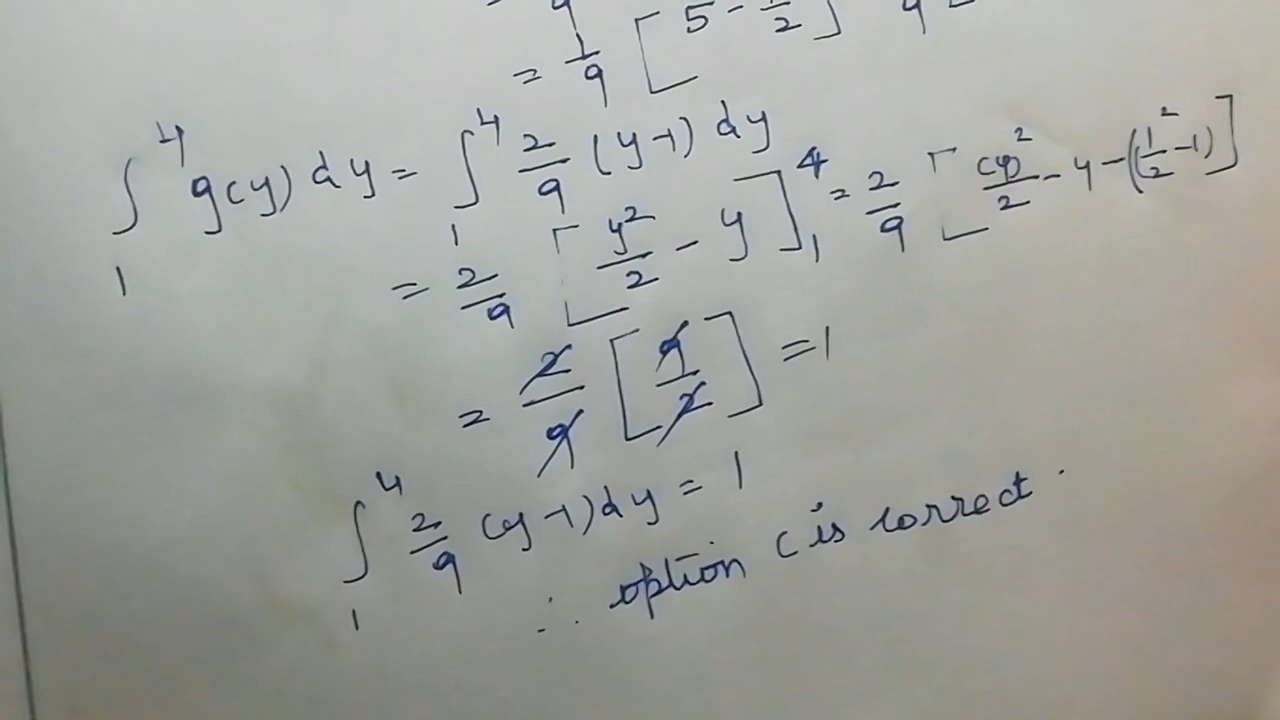 = 1/9 [5 - 1/2]
∫₁⁴ g(y) dy = ∫₁⁴ 2/9 (y-1) dy
= 2/9 [y²/2 - y]₁⁴ = 2/9 [(4)²/2 - 4 - (1²/2 - 1)]
= 2/9 [9/2] = 1
∫₁⁴ 2/9 (y-1) dy = 1
∴ option c is correct.